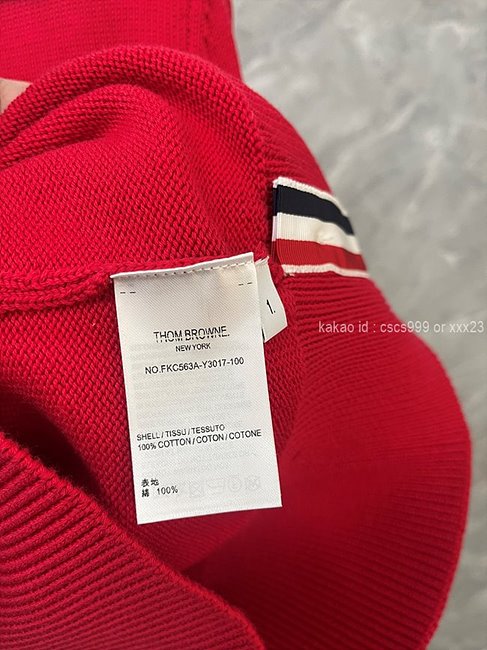 THOM BROWNE.
NEW YORK
NO.FKC563A-Y3017-100
1.
kakao id : cscs999 or xxx23
SHELL / TISSU / TESSUTO
100% COTTON / COTON / COTONE
表地
綿 100%